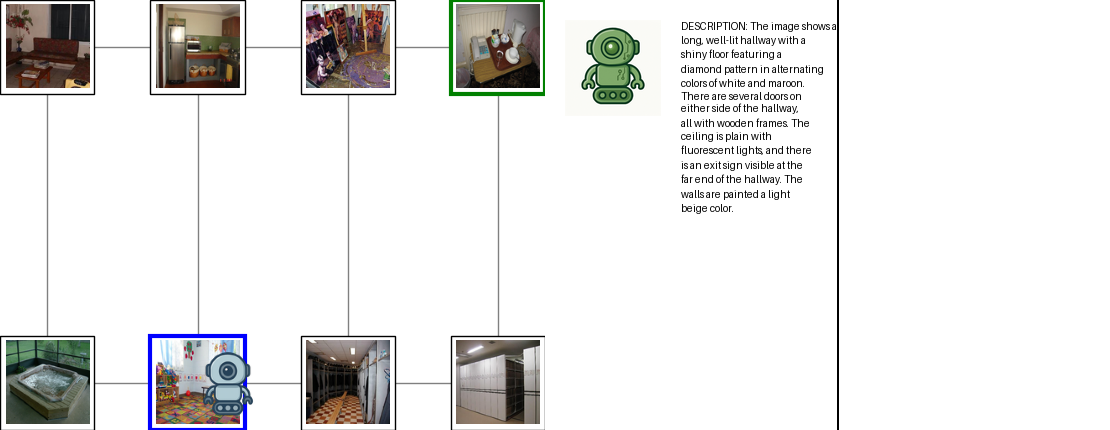 DESCRIPTION: The image shows a
long, well-lit hallway with a
shiny floor featuring a
diamond pattern in alternating
colors of white and maroon.
There are several doors on
either side of the hallway,
all with wooden frames. The
ceiling is plain with
fluorescent lights, and there
is an exit sign visible at the
far end of the hallway. The
walls are painted a light
beige color.